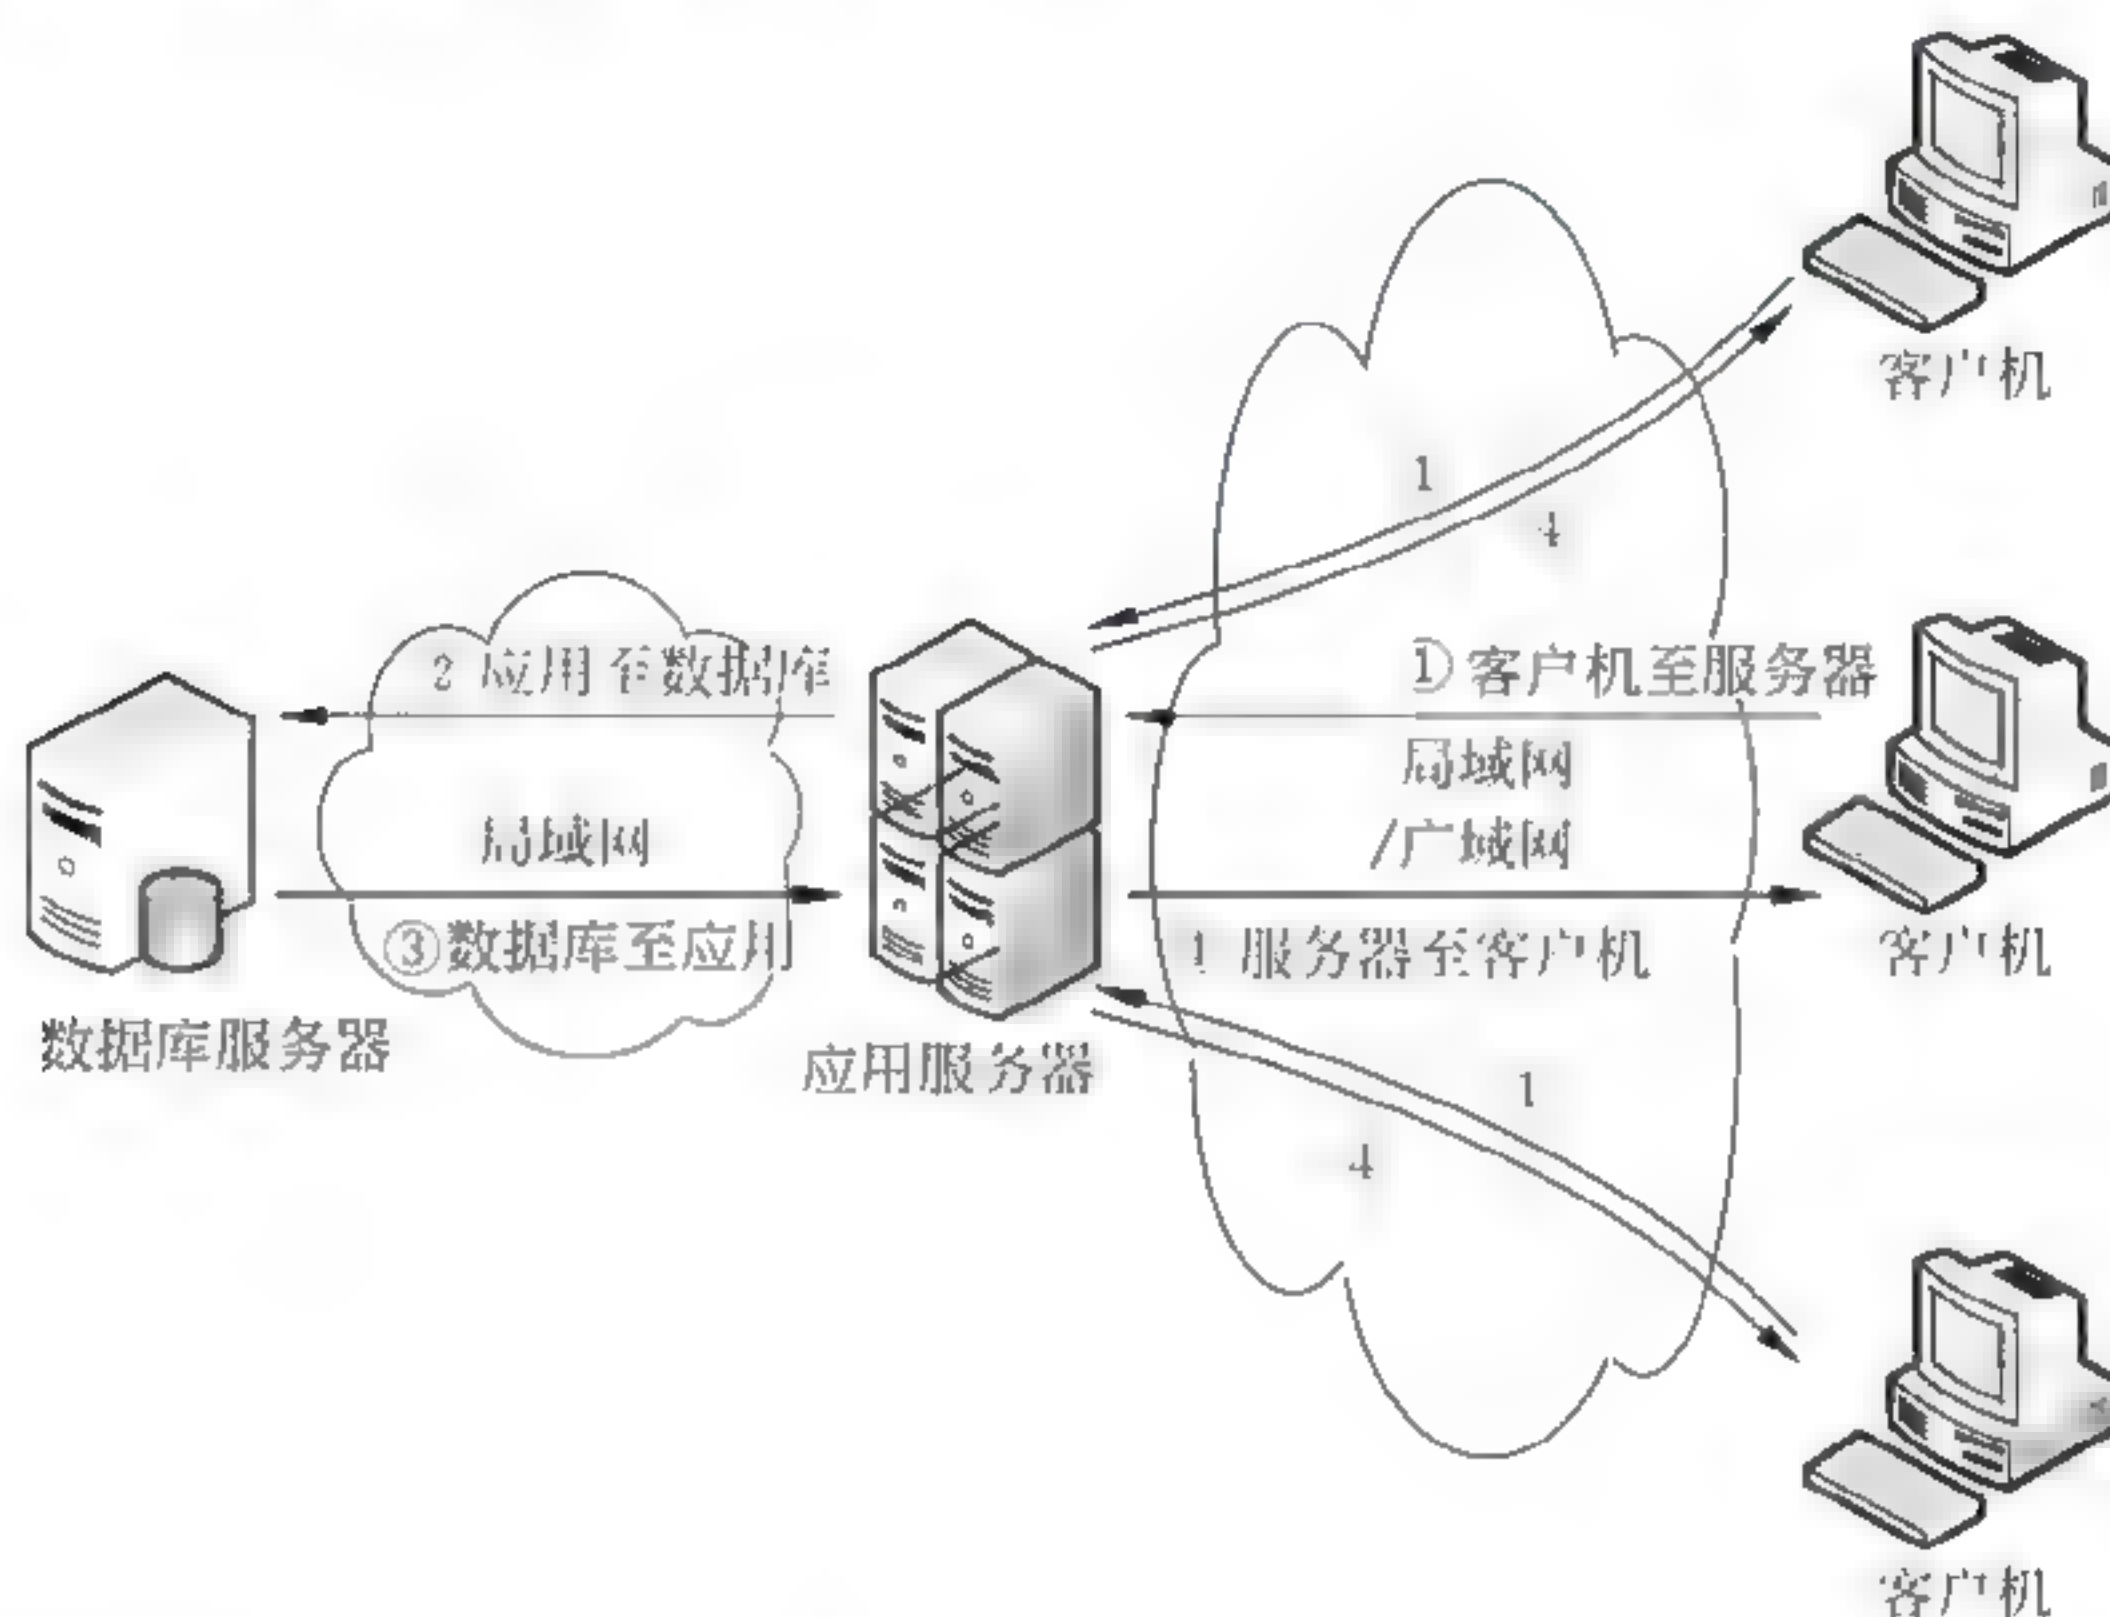 客户机
1
4
2 应用至数据库
①客户机至服务器
局域网
/广域网
局域网
③数据库至应用
服务器至客户机
客户机
数据库服务器
应用服务器
1
4
客户机